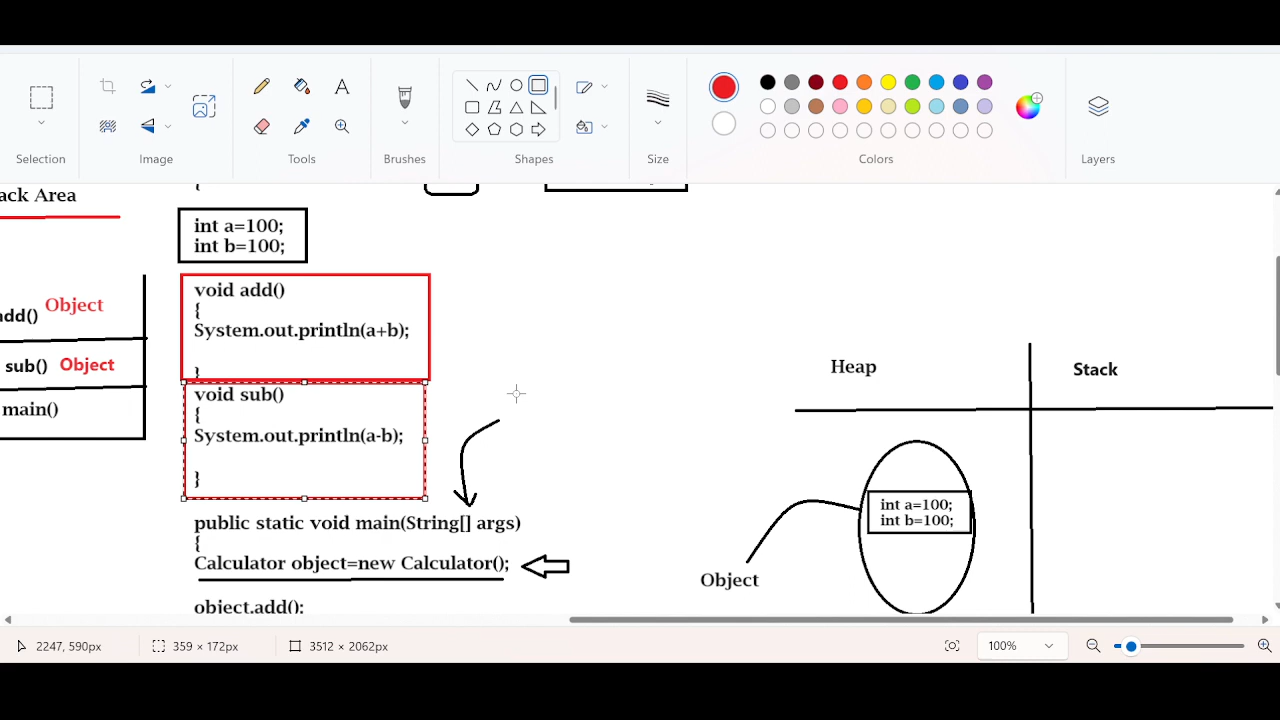 Selection
Image
Tools
Brushes
Shapes
Size
Colors
Layers
ack Area
int a=100;
int b=100;
void add()
{
System.out.println(a+b);
}
add() Object
sub() Object
main()
void sub()
{
System.out.println(a-b);
}
public static void main(String[] args)
{
Calculator object=new Calculator();
object.add();
Heap
Stack
int a=100;
int b=100;
Object
2247, 590px
359 × 172px
3512 × 2062px
100%